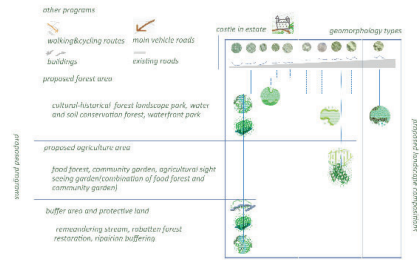 other programs
walking&cycling routes
main vehicle roads
buildings
existing roads
castle in estate
geomorphology types
proposed forest area
cultural-historical forest landscape park, water
and soil conservation forest, waterfront park
proposed agriculture area
food forest, community garden, agricultural sight
seeing garden(combination of food forest and
community garden)
buffer area and protective land
remeandering stream, rabatten forest
restoration, ripairian buffering
proposed programs
proposed landscape composition